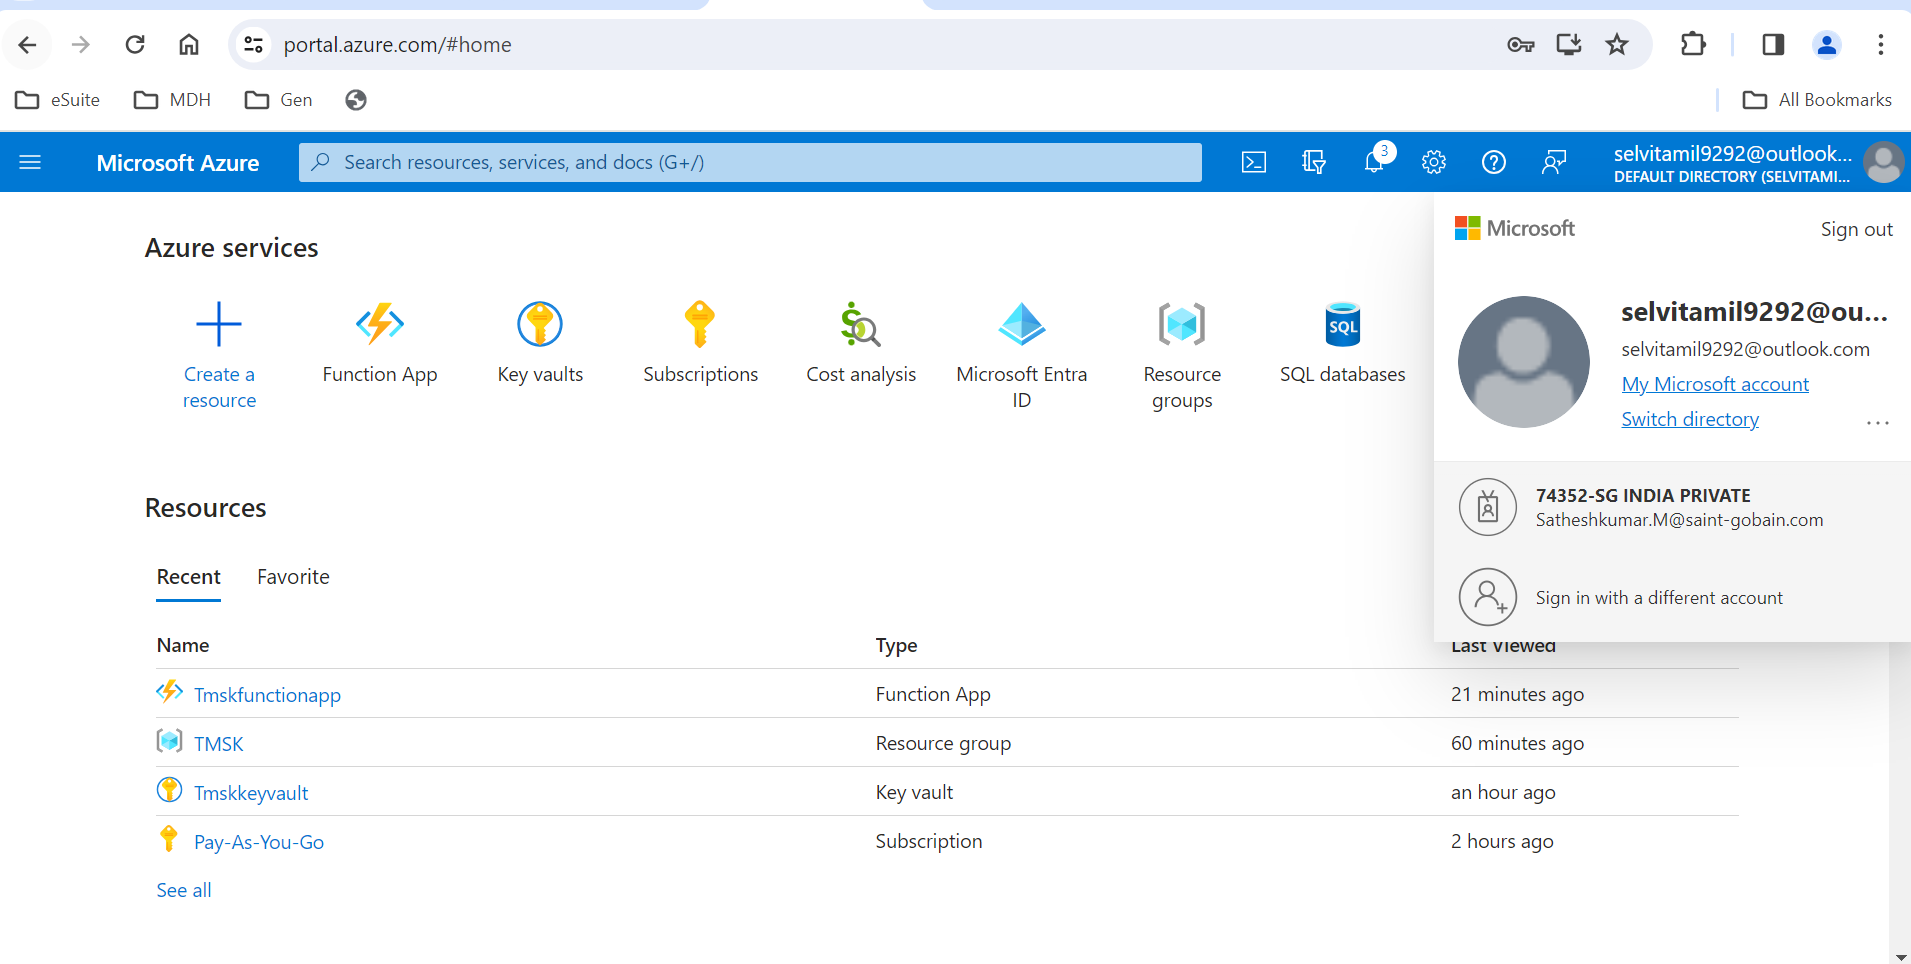 portal.azure.com/#home
eSuite MDH Gen All Bookmarks
Microsoft Azure
Search resources, services, and docs (G+/)
3
selvitamil9292@outlook...
DEFAULT DIRECTORY (SELVITAMI...
Microsoft
Sign out
selvitamil9292@ou...
selvitamil9292@outlook.com
My Microsoft account
Switch directory
74352-SG INDIA PRIVATE
Satheshkumar.M@saint-gobain.com
Sign in with a different account
Azure services
Create a
resource
Function App
Key vaults
Subscriptions
Cost analysis
Microsoft Entra
ID
Resource
groups
SQL
SQL databases
Resources
Recent Favorite
Name Type Last Viewed
Tmskfunctionapp Function App 21 minutes ago
TMSK Resource group 60 minutes ago
Tmskkeyvault Key vault an hour ago
Pay-As-You-Go Subscription 2 hours ago
See all